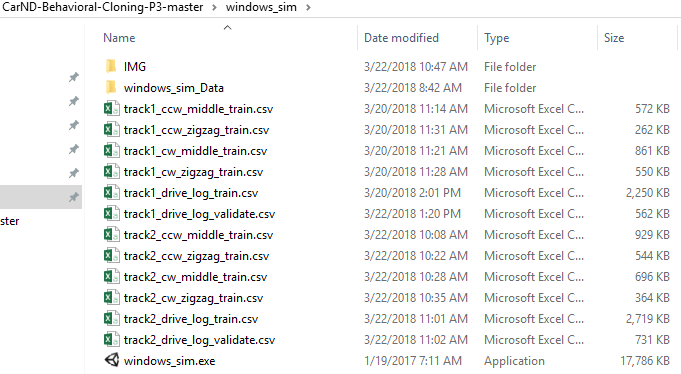 CarND-Behavioral-Cloning-P3-master > windows_sim >
Name Date modified Type Size
IMG 3/22/2018 10:47 AM File folder
windows_sim_Data 3/22/2018 8:42 AM File folder
track1_ccw_middle_train.csv 3/20/2018 11:14 AM Microsoft Excel C... 572 KB
track1_ccw_zigzag_train.csv 3/20/2018 11:31 AM Microsoft Excel C... 262 KB
track1_cw_middle_train.csv 3/20/2018 11:21 AM Microsoft Excel C... 861 KB
track1_cw_zigzag_train.csv 3/20/2018 11:28 AM Microsoft Excel C... 550 KB
track1_drive_log_train.csv 3/20/2018 2:01 PM Microsoft Excel C... 2,250 KB
track1_drive_log_validate.csv 3/22/2018 1:20 PM Microsoft Excel C... 562 KB
track2_ccw_middle_train.csv 3/22/2018 10:08 AM Microsoft Excel C... 929 KB
track2_ccw_zigzag_train.csv 3/22/2018 10:22 AM Microsoft Excel C... 544 KB
track2_cw_middle_train.csv 3/22/2018 10:28 AM Microsoft Excel C... 696 KB
track2_cw_zigzag_train.csv 3/22/2018 10:35 AM Microsoft Excel C... 364 KB
track2_drive_log_train.csv 3/22/2018 11:01 AM Microsoft Excel C... 2,719 KB
track2_drive_log_validate.csv 3/22/2018 11:02 AM Microsoft Excel C... 731 KB
windows_sim.exe 1/19/2017 7:11 AM Application 17,786 KB
ster